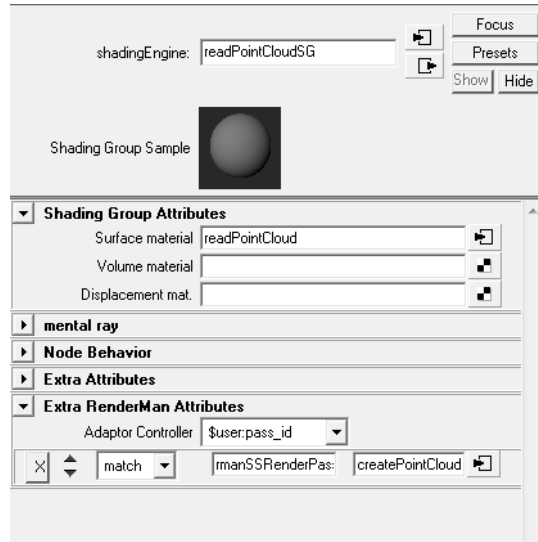 Focus
shadingEngine: readPointCloudSG
Presets
Show Hide
Shading Group Sample
Shading Group Attributes
Surface material readPointCloud
Volume material
Displacement mat.
mental ray
Node Behavior
Extra Attributes
Extra RenderMan Attributes
Adaptor Controller $user:pass_id
X match rmanSSRenderPas createPointCloud